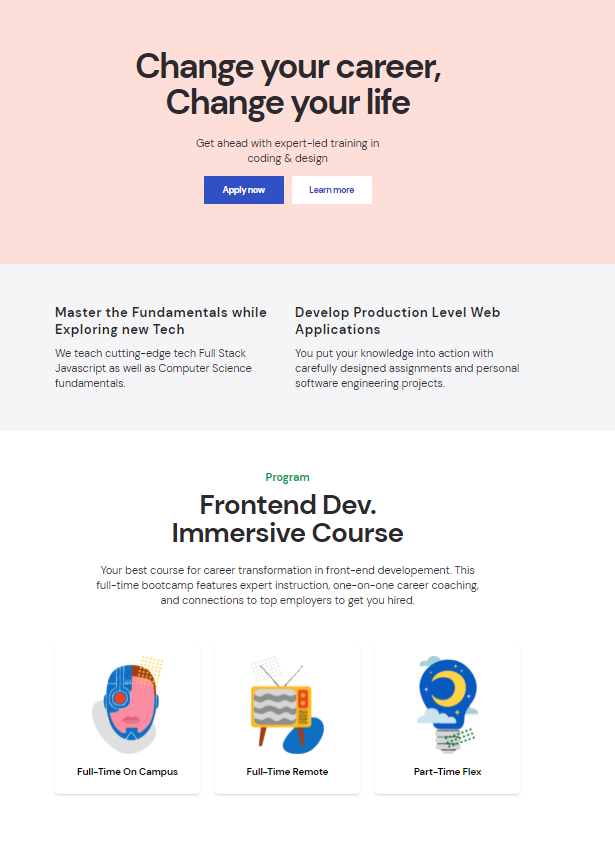 Change your career,
Change your life
Get ahead with expert-led training in
coding & design
Apply now
Learn more
Master the Fundamentals while
Exploring new Tech
We teach cutting-edge tech Full Stack
Javascript as well as Computer Science
fundamentals.
Develop Production Level Web
Applications
You put your knowledge into action with
carefully designed assignments and personal
software engineering projects.
Program
Frontend Dev.
Immersive Course
Your best course for career transformation in front-end developement. This
full-time bootcamp features expert instruction, one-on-one career coaching,
and connections to top employers to get you hired.
Full-Time On Campus
Full-Time Remote
Part-Time Flex